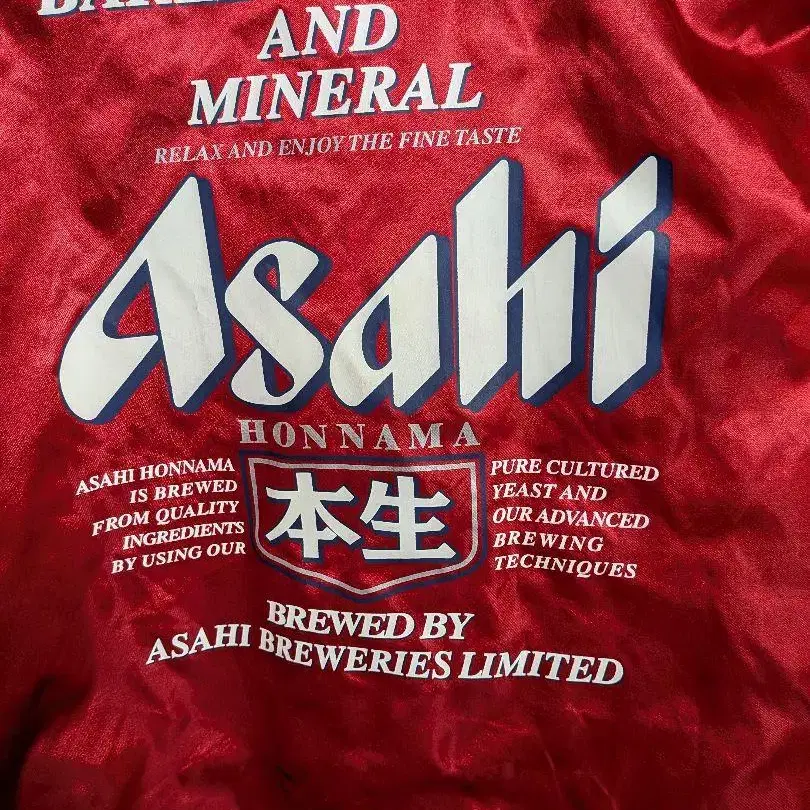 AND
MINERAL
RELAX AND ENJOY THE FINE TASTE
Asahi
HONNAMA
本生
ASAHI HONNAMA
IS BREWED
FROM QUALITY
INGREDIENTS
BY USING OUR
PURE CULTURED
YEAST AND
OUR ADVANCED
BREWING
TECHNIQUES
BREWED BY
ASAHI BREWERIES LIMITED